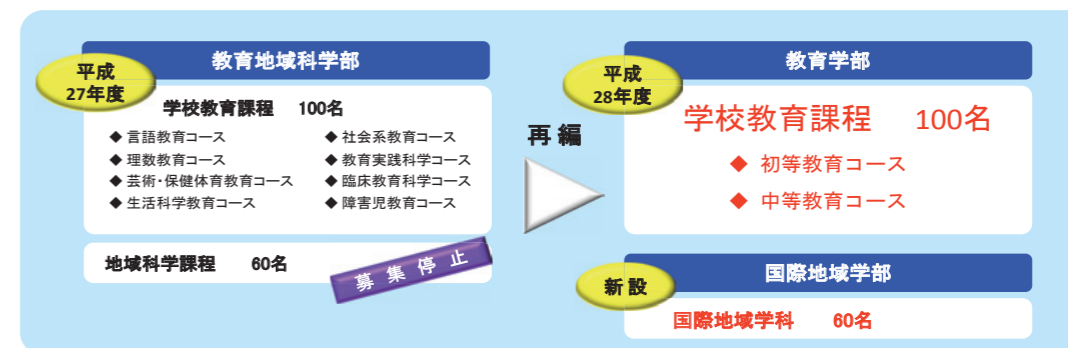 平成
27年度
教育地域科学部
学校教育課程 100名
◆ 言語教育コース
◆ 理数教育コース
◆ 芸術・保健体育教育コース
◆ 生活科学教育コース
◆ 社会系教育コース
◆ 教育実践科学コース
◆ 臨床教育科学コース
◆ 障害児教育コース
地域科学課程 60名
募集停止
再編
平成
28年度
教育学部
学校教育課程 100名
◆ 初等教育コース
◆ 中等教育コース
新設
国際地域学部
国際地域学科 60名